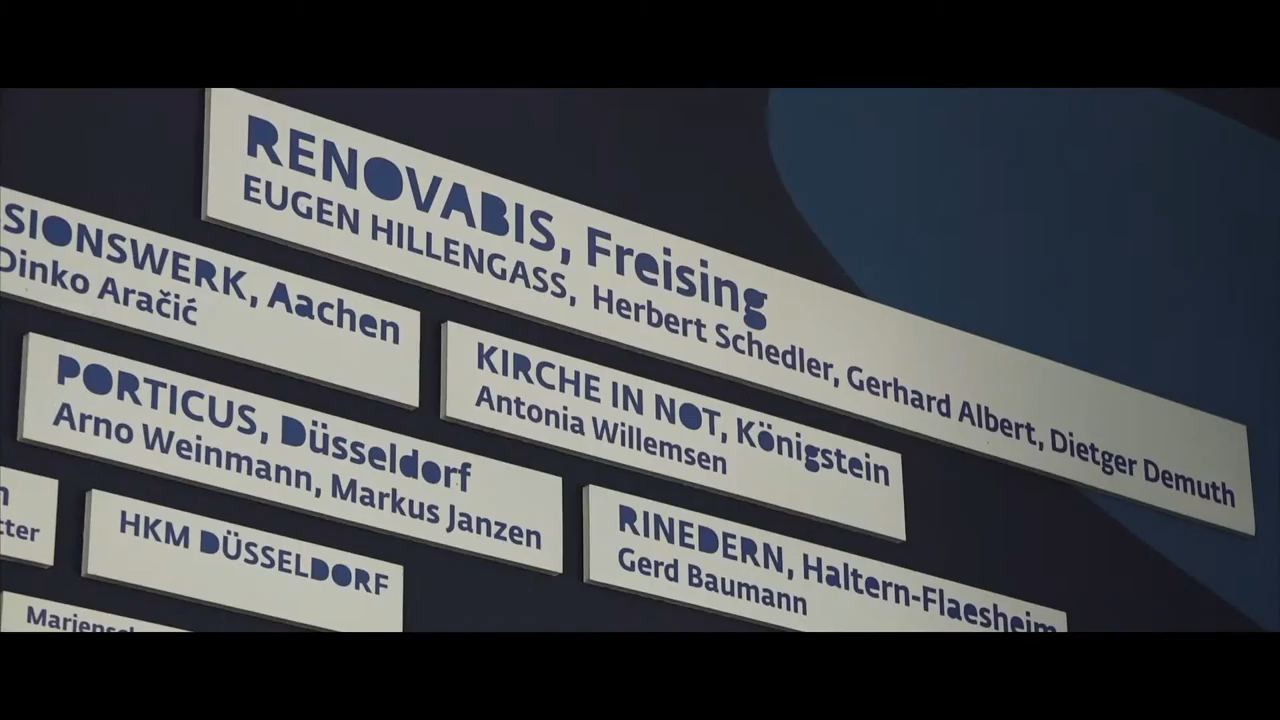 RENOVABIS, Freising
EUGEN HILLENGASS, Herbert Schedler, Gerhard Albert, Dietger Demuth
SIONSWERK, Aachen
Dinko Aračić
KIRCHE IN NOT, Königstein
Antonia Willemsen
PORTICUS, Düsseldorf
Arno Weinmann, Markus Janzen
RINEDERN, Haltern-Flaesheim
Gerd Baumann
HKM DÜSSELDORF